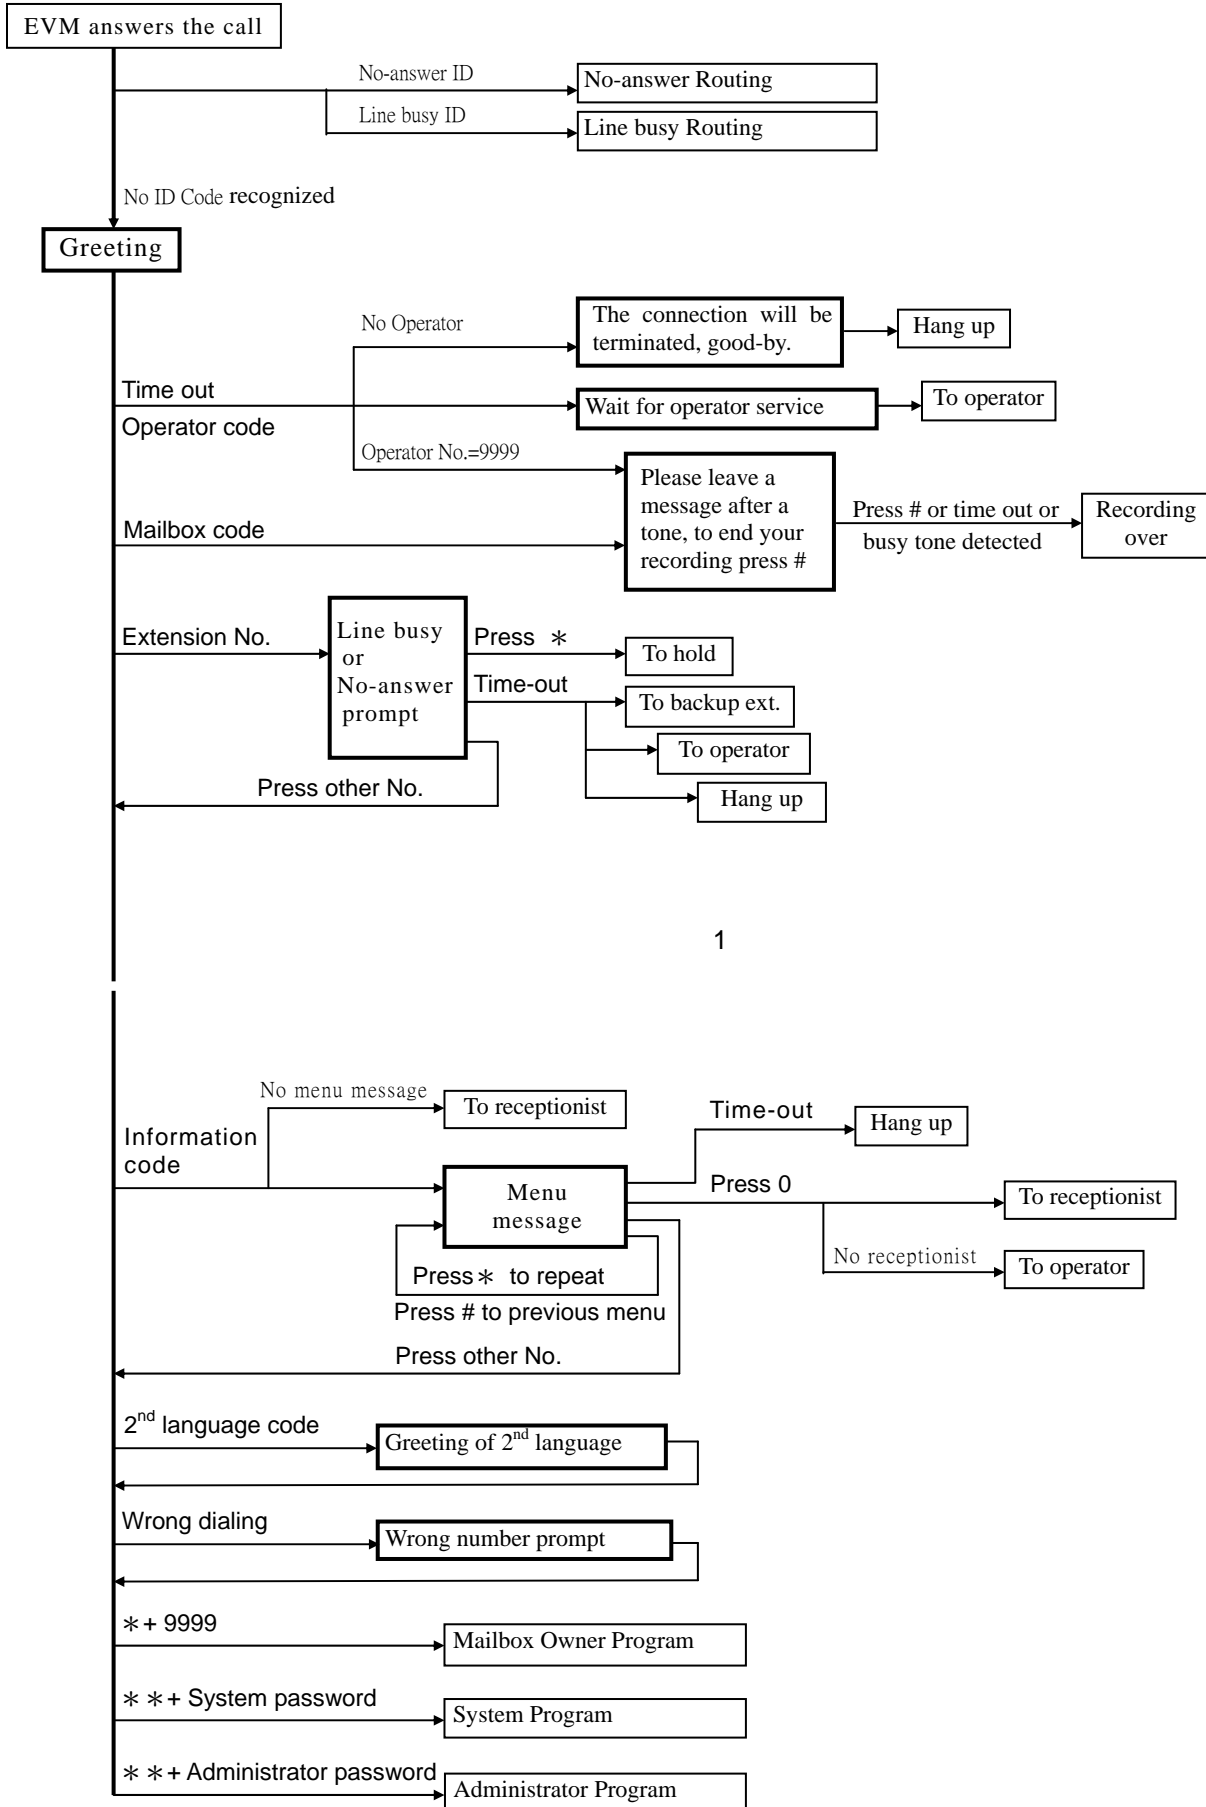 EVM answers the call
No-answer ID
No-answer Routing
Line busy ID
Line busy Routing
No ID Code recognized
Greeting
No Operator
The connection will be
terminated, good-by.
Hang up
Time out
Operator code
Wait for operator service
To operator
Operator No.=9999
Please leave a
message after a
tone, to end your
recording press #
Mailbox code
Press # or time out or
busy tone detected
Recording
over
Extension No.
Line busy
or
No-answer
prompt
Press ＊
To hold
Time-out
To backup ext.
To operator
Hang up
Press other No.
1
No menu message
To receptionist
Information
code
Menu
message
Time-out
Hang up
Press 0
To receptionist
No receptionist
To operator
Press＊ to repeat
Press # to previous menu
Press other No.
2nd language code
Greeting of 2nd language
Wrong dialing
Wrong number prompt
＊+ 9999
Mailbox Owner Program
＊＊+ System password
System Program
＊＊+ Administrator password
Administrator Program